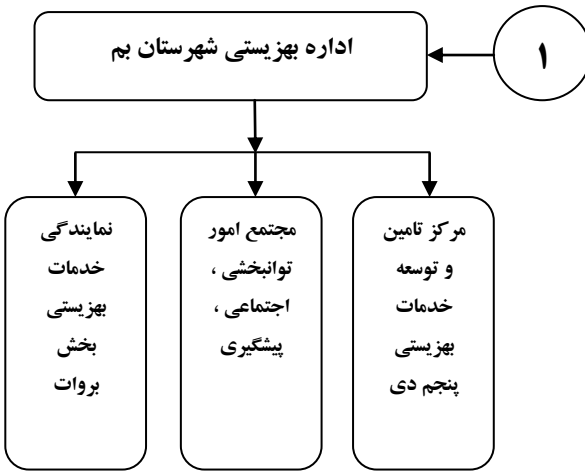 ۱
اداره بهزیستی شهرستان بم
مرکز تامین
و توسعه
خدمات
بهزیستی
پنجم دی
مجتمع امور
توانبخشی ،
اجتماعی ،
پیشگیری
نمایندگی
خدمات
بهزیستی
بخش
بروات